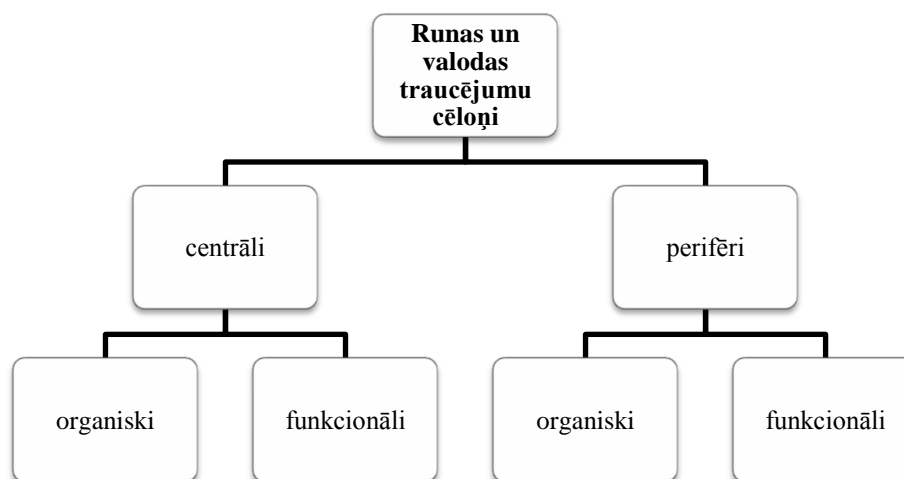 Runas un
valodas
traucējumu
cēloņi
centrāli
perifēri
organiski
funkcionāli
organiski
funkcionāli